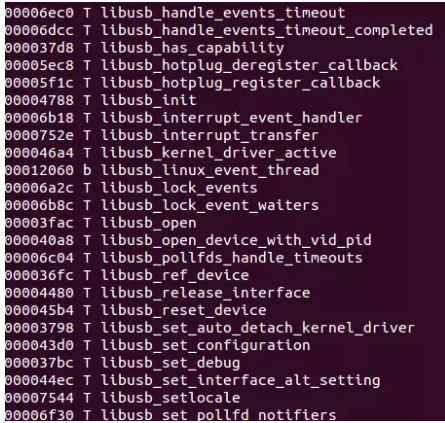 00006ec0 T libusb_handle_events_timeout
00006dcc T libusb_handle_events_timeout_completed
000037d8 T libusb_has_capability
00005ec8 T libusb_hotplug_deregister_callback
00005f1c T libusb_hotplug_register_callback
00004788 T libusb_init
00006b18 T libusb_interrupt_event_handler
0000752e T libusb_interrupt_transfer
000046a4 T libusb_kernel_driver_active
00012060 b libusb_linux_event_thread
00006a2c T libusb_lock_events
00006b8c T libusb_lock_event_waiters
00003fac T libusb_open
000040a8 T libusb_open_device_with_vid_pid
00006c04 T libusb_pollfds_handle_timeouts
000036fc T libusb_ref_device
00004480 T libusb_release_interface
000045b4 T libusb_reset_device
00003798 T libusb_set_auto_detach_kernel_driver
000043d0 T libusb_set_configuration
000037bc T libusb_set_debug
000044ec T libusb_set_interface_alt_setting
00007544 T libusb_setlocale
00006f30 T libusb_set_pollfd_notifiers